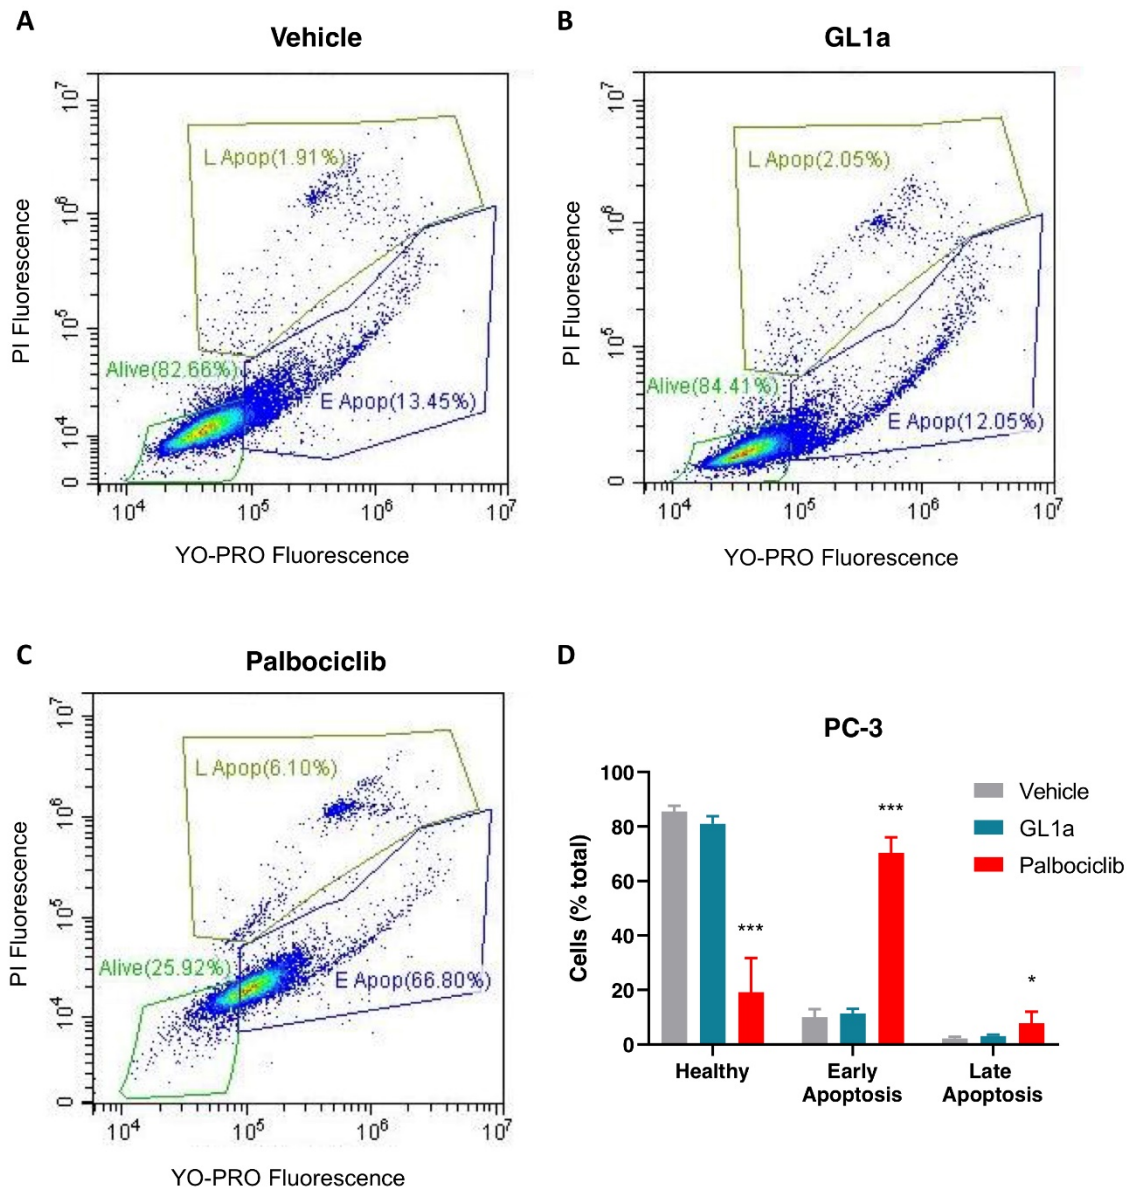 A
Vehicle
10⁷
10⁶
10⁵
10⁴
0
PI Fluorescence
L Apop(1.91%)
Alive(82.66%)
E Apop(13.45%)
10⁴ 10⁵ 10⁶ 10⁷
YO-PRO Fluorescence
B
GL1a
10⁷
10⁶
10⁵
0
PI Fluorescence
L Apop(2.05%)
Alive(84.41%)
E Apop(12.05%)
10⁴ 10⁵ 10⁶ 10⁷
YO-PRO Fluorescence
C
Palbociclib
10⁷
10⁶
10⁵
10⁴
0
PI Fluorescence
L Apop(6.10%)
Alive(25.92%)
E Apop(66.80%)
10⁴ 10⁵ 10⁶ 10⁷
YO-PRO Fluorescence
D
PC-3
Cells (% total)
100
80
60
40
20
0
***
***
*
Vehicle
GL1a
Palbociclib
Healthy
Early
Apoptosis
Late
Apoptosis